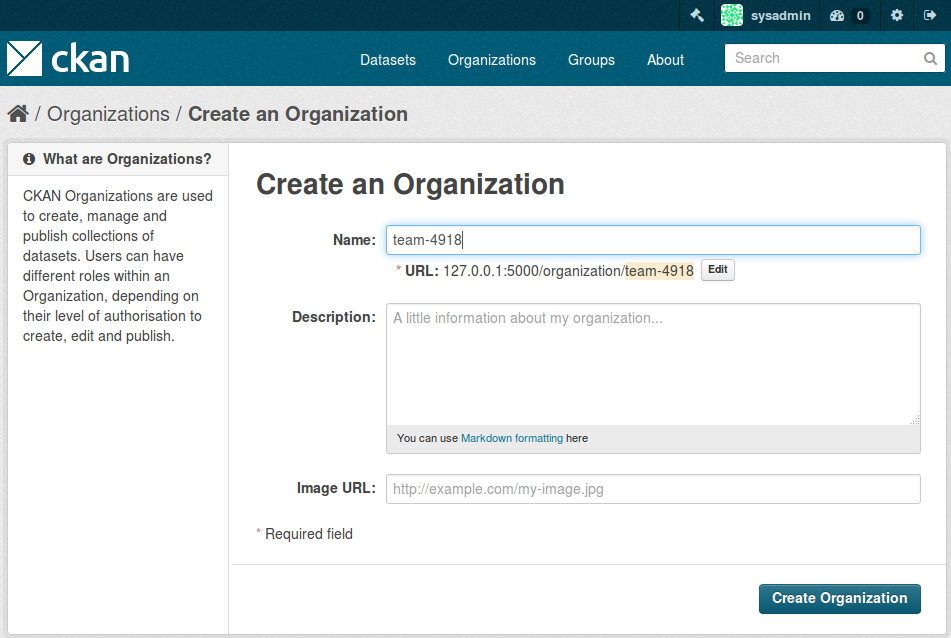 sysadmin 0
ckan Datasets Organizations Groups About Search
/ Organizations / Create an Organization
What are Organizations?
CKAN Organizations are used
to create, manage and
publish collections of
datasets. Users can have
different roles within an
Organization, depending on
their level of authorisation to
create, edit and publish.
Create an Organization
Name: team-4918
* URL: 127.0.0.1:5000/organization/team-4918 Edit
Description: A little information about my organization...
You can use Markdown formatting here
Image URL: http://example.com/my-image.jpg
* Required field
Create Organization